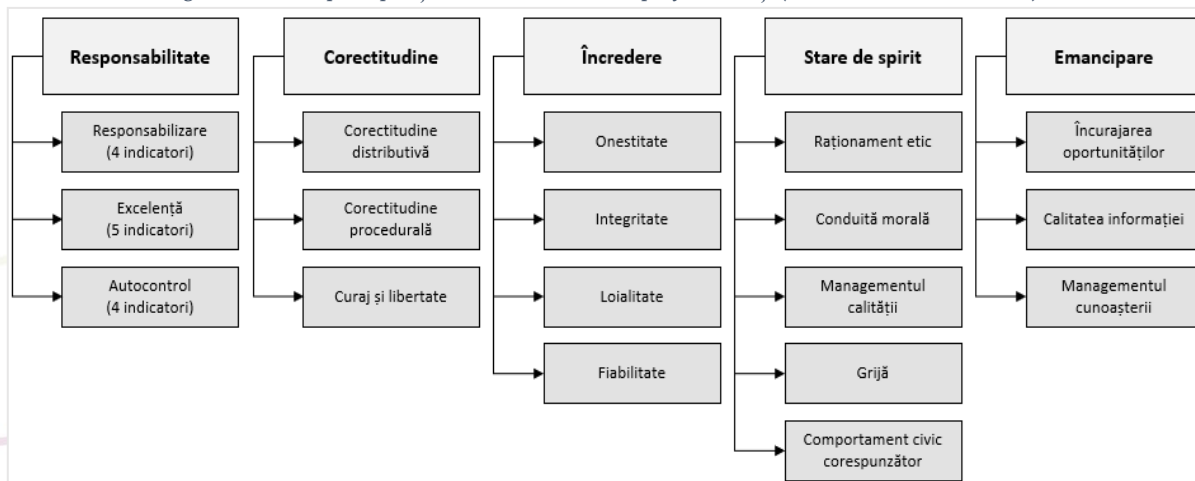 Responsabilitate
Responsabilizare
(4 indicatori)
Excelență
(5 indicatori)
Autocontrol
(4 indicatori)
Corectitudine
Corectitudine
distributivă
Corectitudine
procedurală
Curaj și libertate
Încredere
Onestitate
Integritate
Loialitate
Fiabilitate
Stare de spirit
Raționament etic
Conduită morală
Managementul
calității
Grijă
Comportament civic
corespunzător
Emancipare
Încurajarea
oportunităților
Calitatea informației
Managementul
cunoașterii